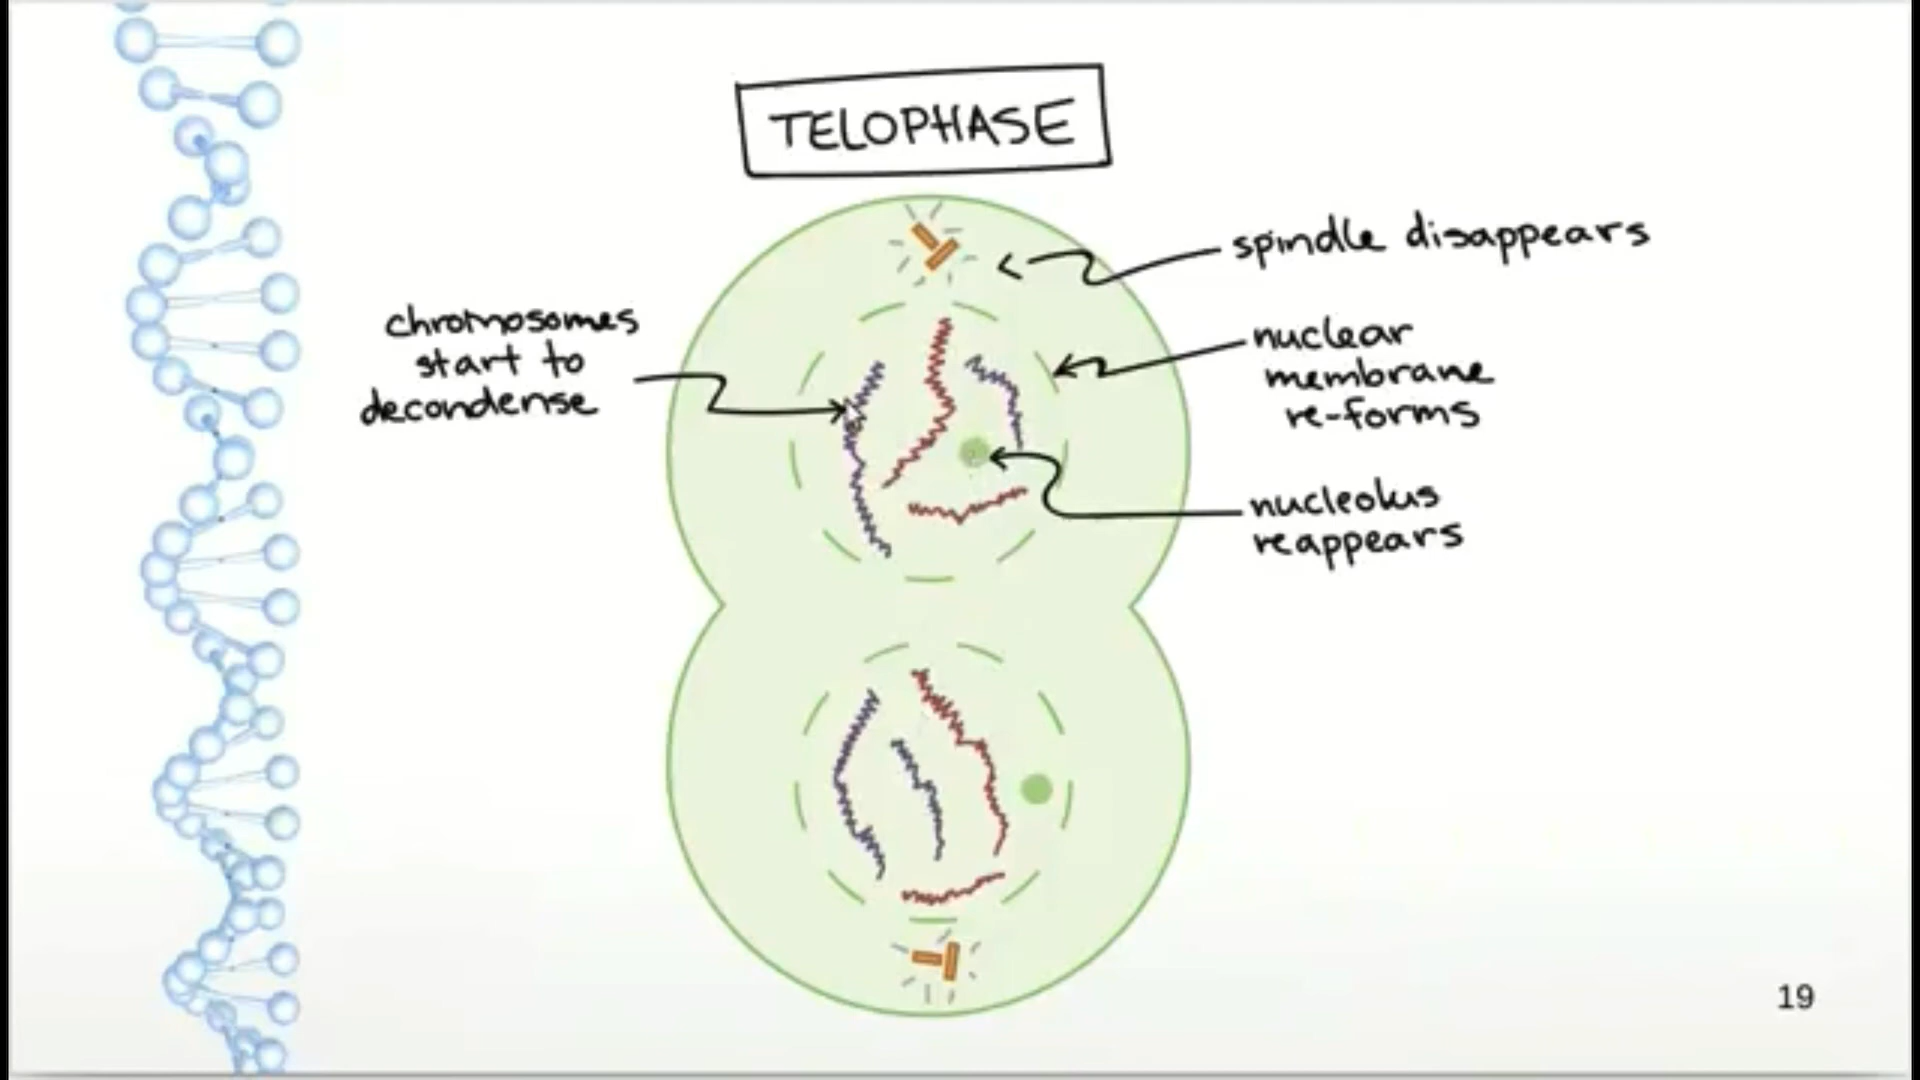 TELOPHASE
spindle disappears
chromosomes
start to
decondense
nuclear
membrane
re-forms
nucleolus
reappears
19